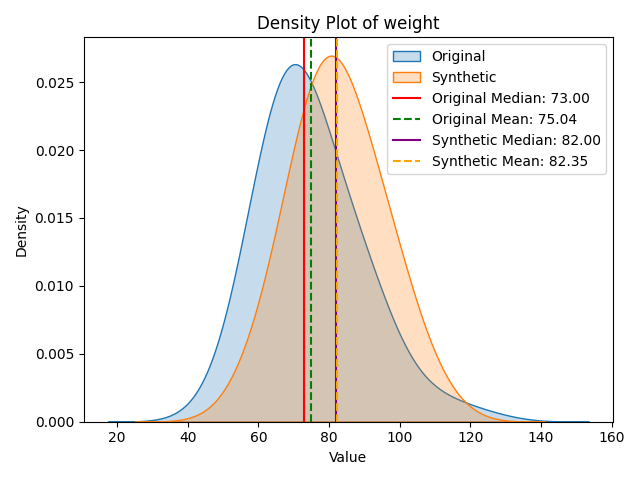 Density Plot of weight
Original
Synthetic
Original Median: 73.00
Original Mean: 75.04
Synthetic Median: 82.00
Synthetic Mean: 82.35
Density
0.025
0.020
0.015
0.010
0.005
0.000
20 40 60 80 100 120 140 160
Value